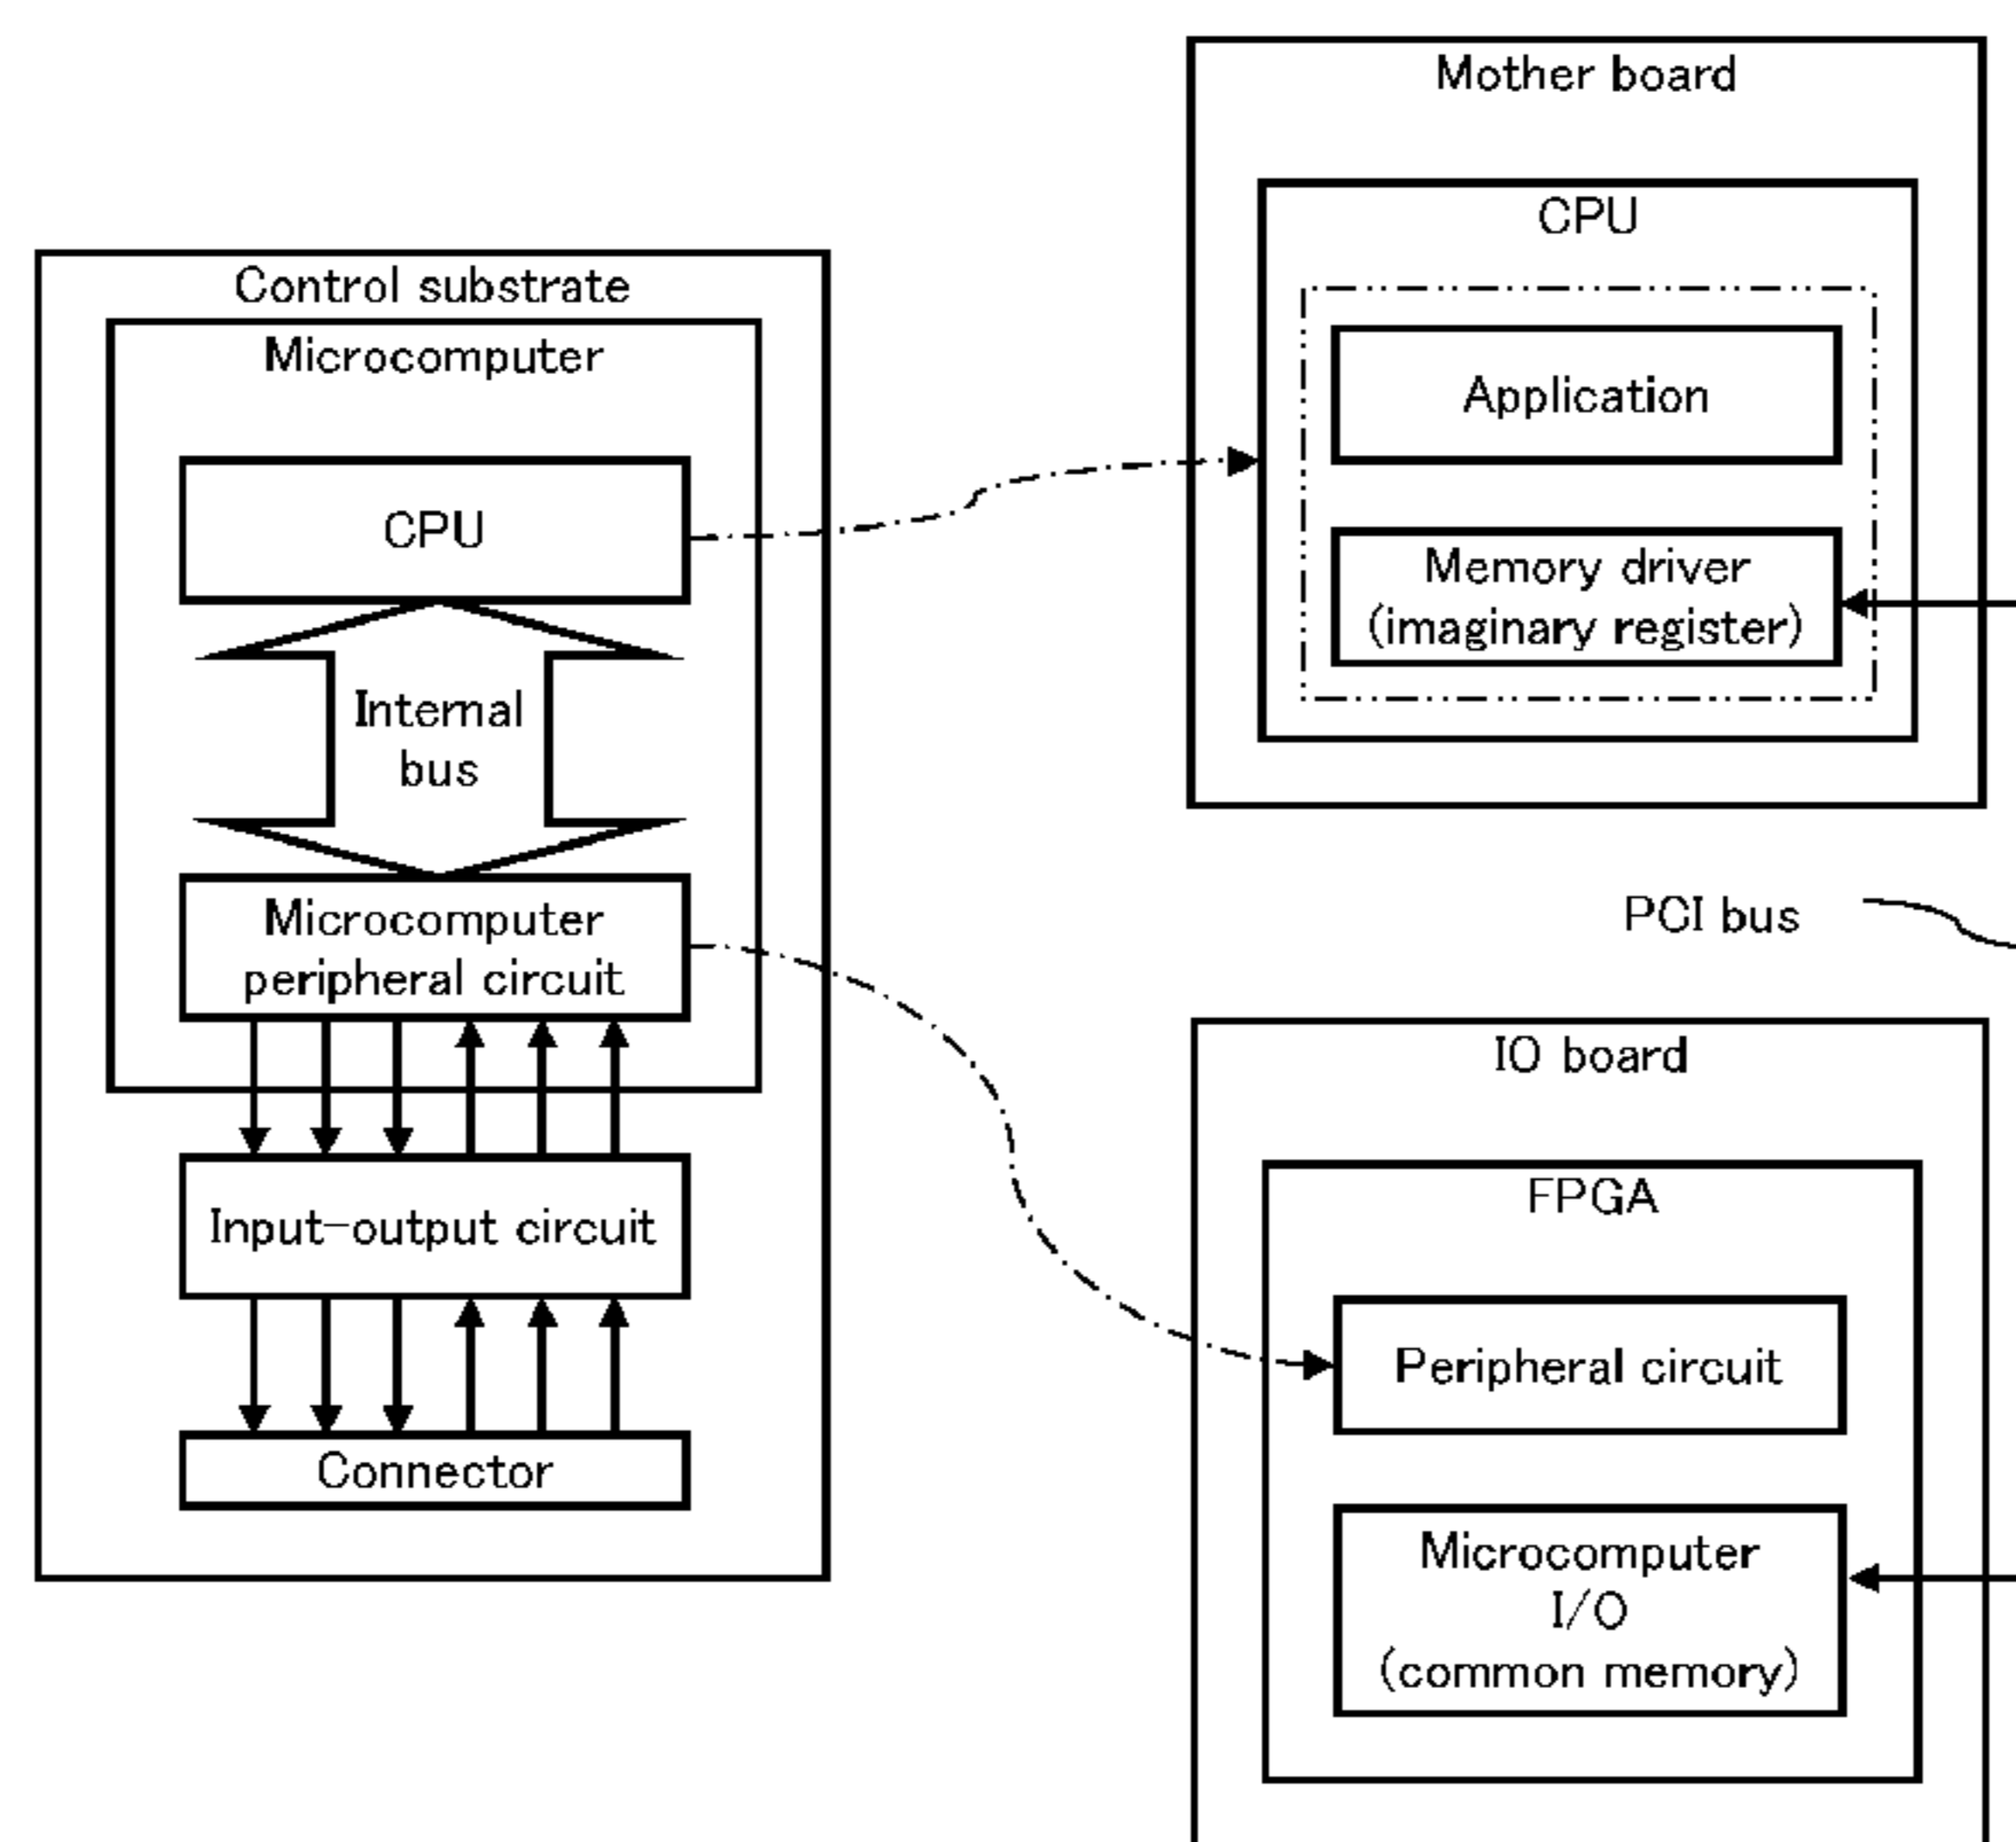 Control substrate
Microcomputer
CPU
Internal
bus
Microcomputer
peripheral circuit
Input-output circuit
Connector
Mother board
CPU
Application
Memory driver
(imaginary register)
PCI bus
IO board
FPGA
Peripheral circuit
Microcomputer
I/O
(common memory)